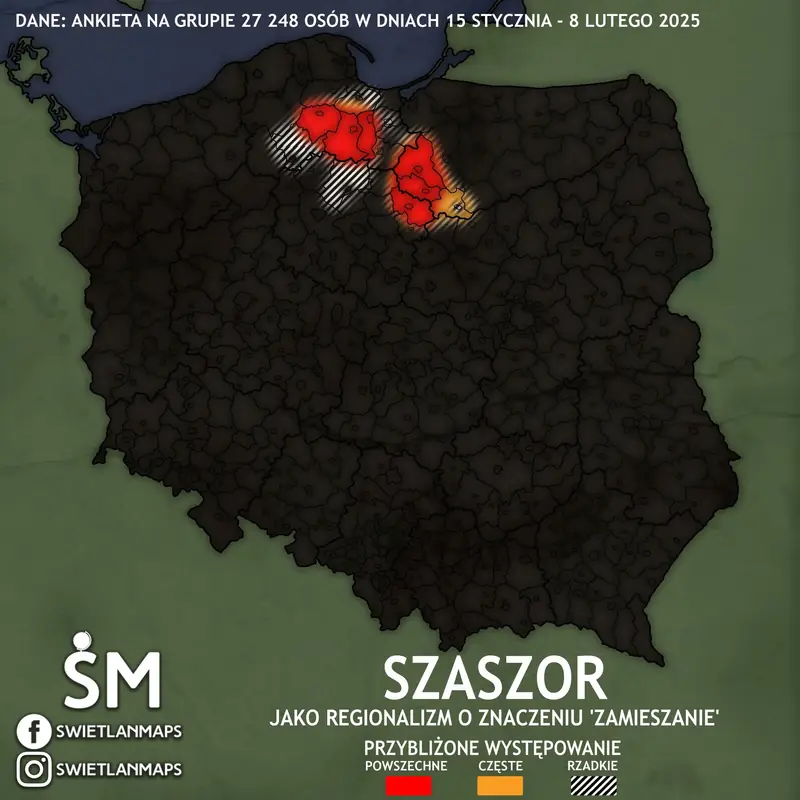 DANE: ANKIETA NA GRUPIE 27 248 OSÓB W DNIACH 15 STYCZNIA - 8 LUTEGO 2025
ŚM
SWIETLANMAPS
SWIETLANMAPS
SZASZOR
JAKO REGIONALIZM O ZNACZENIU 'ZAMIESZANIE'
PRZYBLIŻONE WYSTĘPOWANIE
POWSZECHNE CZĘSTE RZADKIE